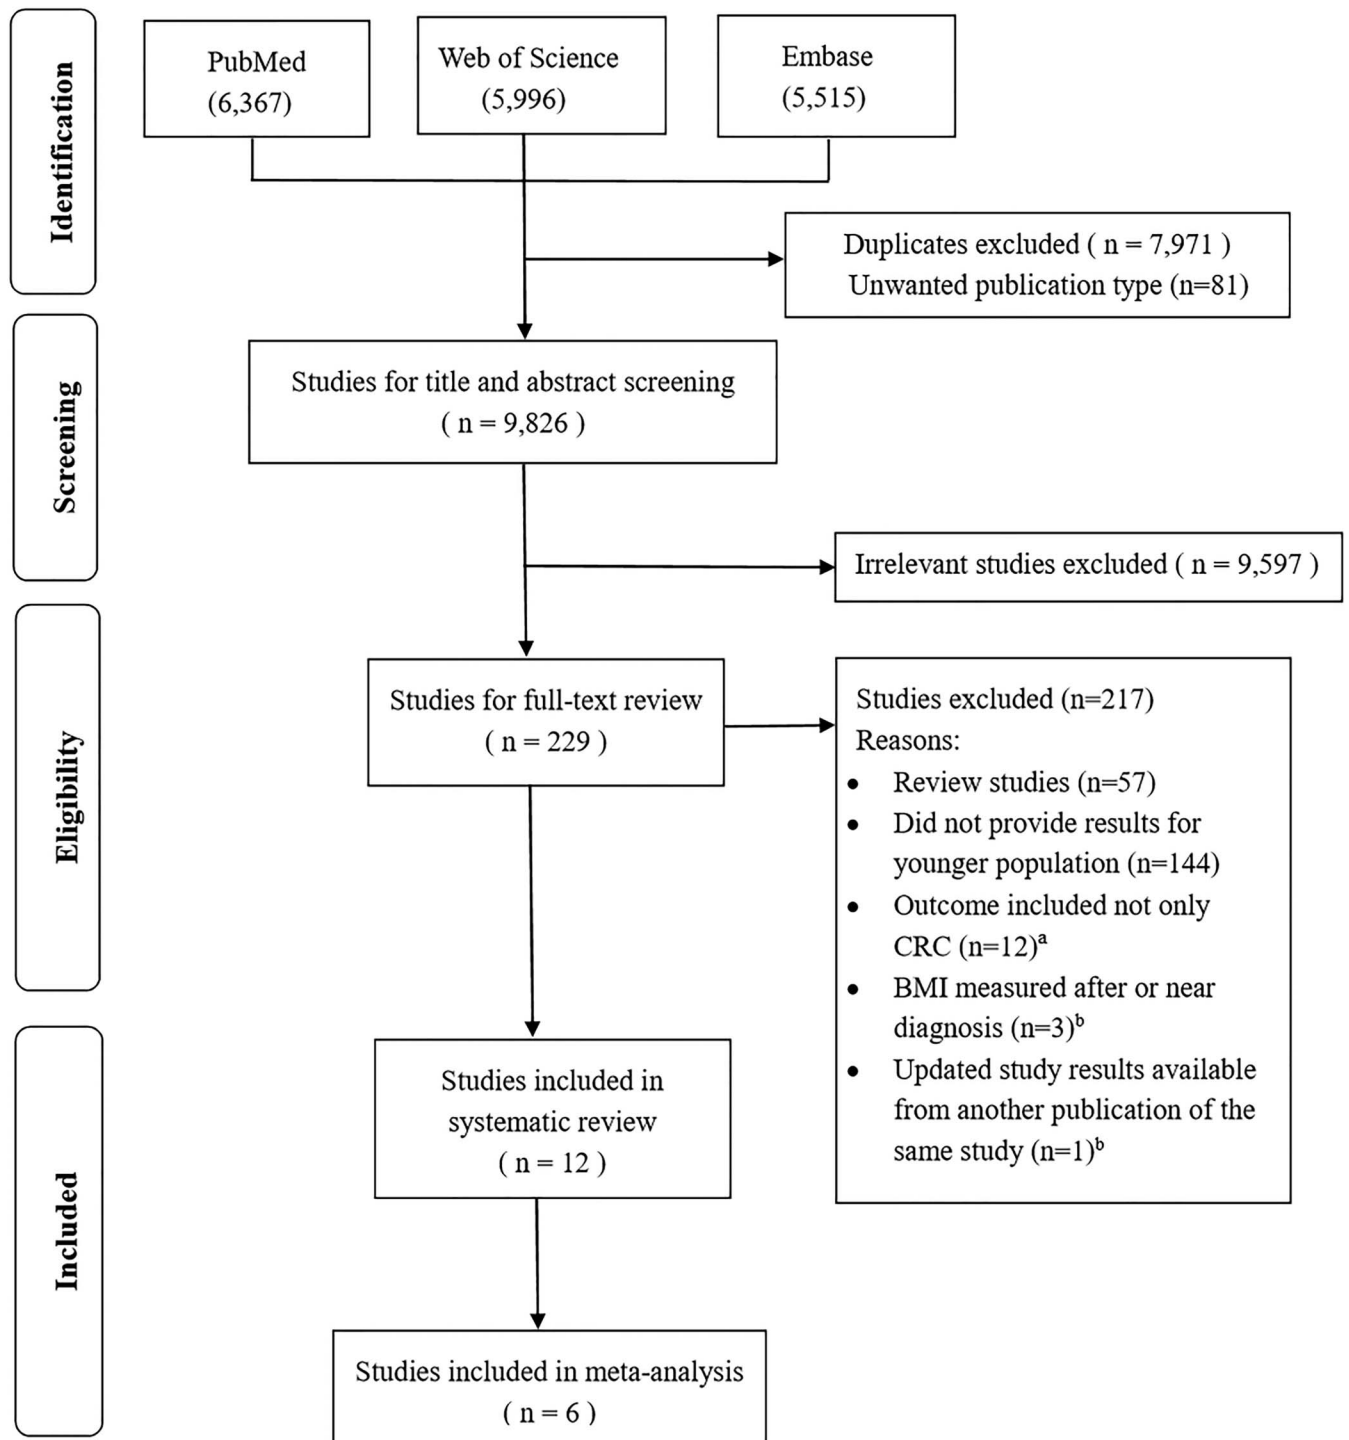 Identification
PubMed
(6,367)
Web of Science
(5,996)
Embase
(5,515)
Duplicates excluded ( n = 7,971 )
Unwanted publication type (n=81)
Screening
Studies for title and abstract screening
( n = 9,826 )
Irrelevant studies excluded ( n = 9,597 )
Eligibility
Studies for full-text review
( n = 229 )
Studies excluded (n=217)
Reasons:
• Review studies (n=57)
• Did not provide results for
younger population (n=144)
• Outcome included not only
CRC (n=12)ᵃ
• BMI measured after or near
diagnosis (n=3)ᵇ
• Updated study results available
from another publication of the
same study (n=1)ᵇ
Included
Studies included in
systematic review
( n = 12 )
Studies included in meta-analysis
( n = 6 )